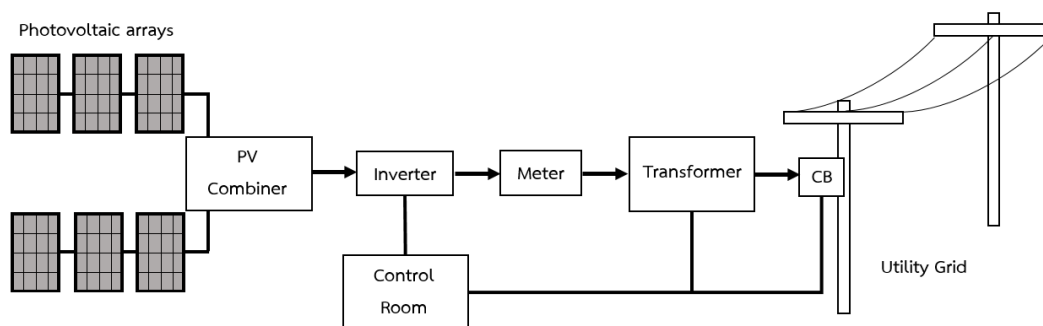 Photovoltaic arrays
PV
Combiner
Inverter
Meter
Transformer
CB
Control
Room
Utility Grid